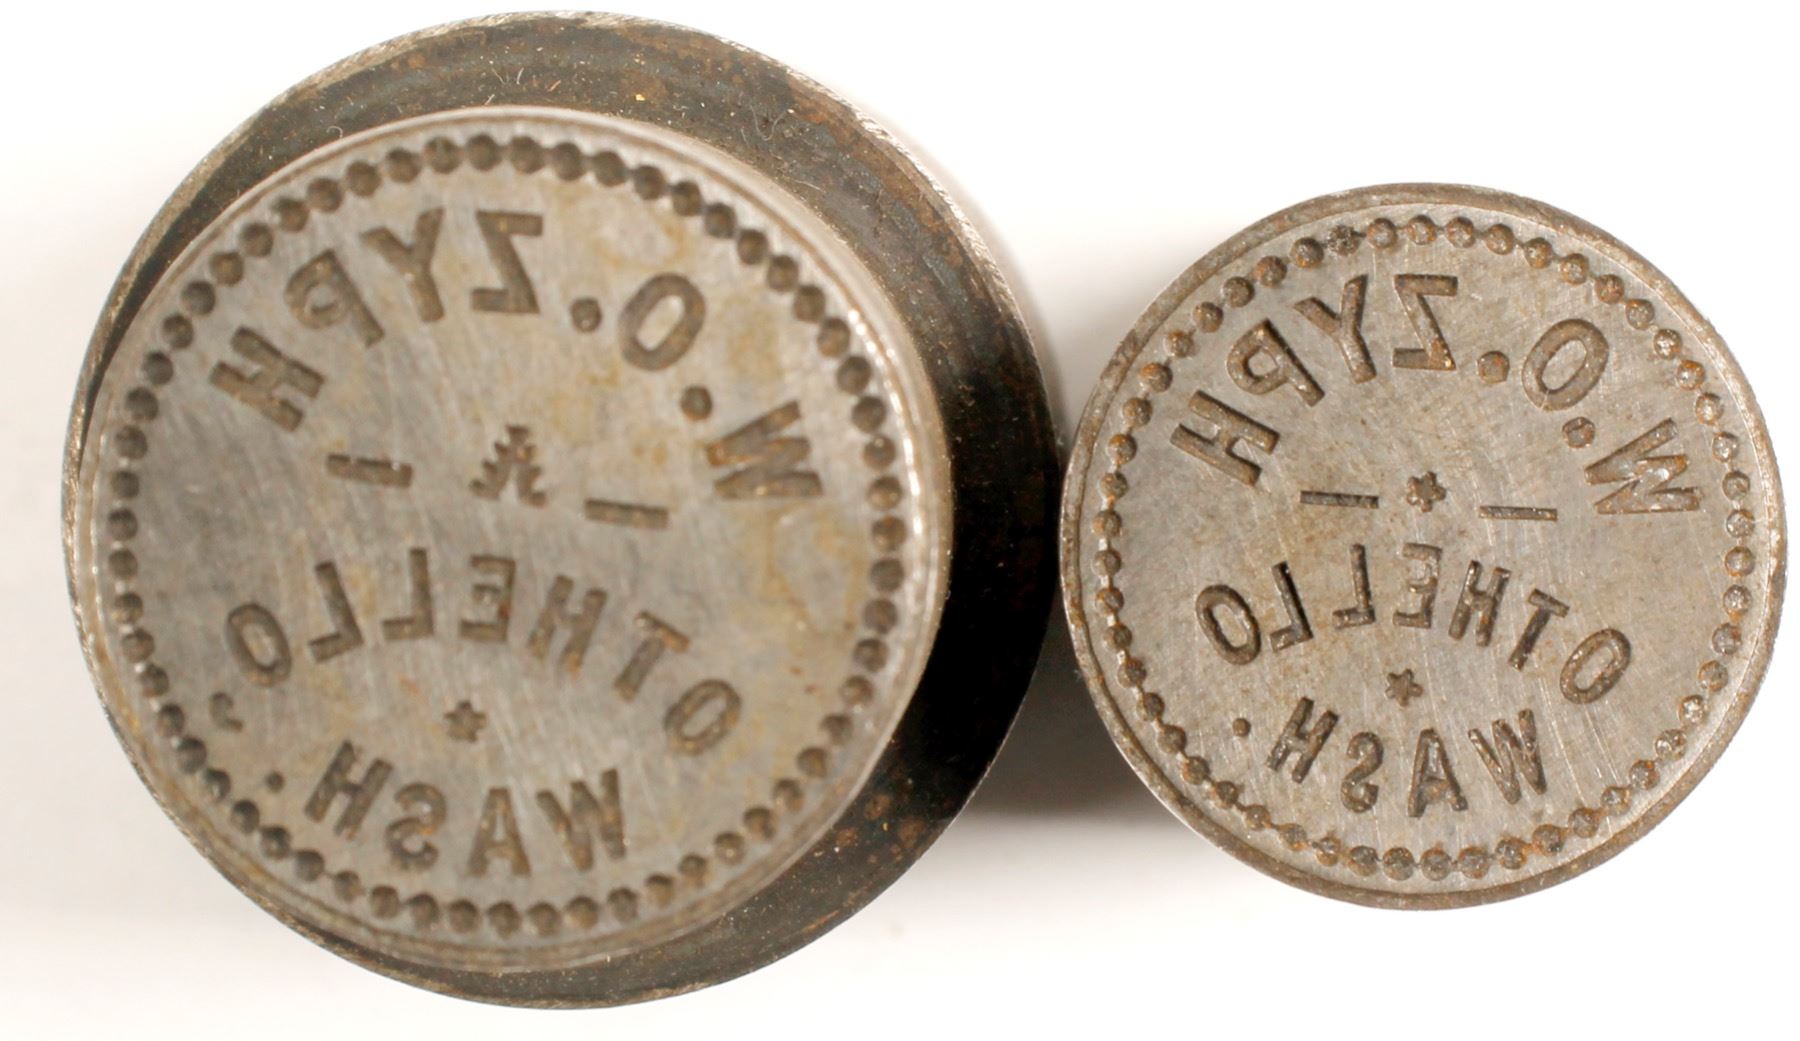 W.O. ZYPH
OTHELLO,
WASH.
W.O. ZYPH
OTHELLO
WASH.